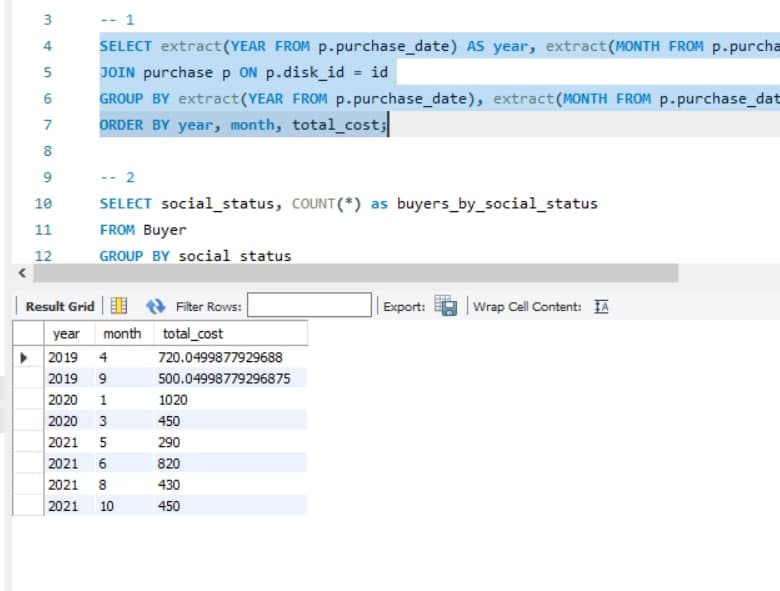 3 -- 1
4 SELECT extract(YEAR FROM p.purchase_date) AS year, extract(MONTH FROM p.purcha
5 JOIN purchase p ON p.disk_id = id
6 GROUP BY extract(YEAR FROM p.purchase_date), extract(MONTH FROM p.purchase_dat
7 ORDER BY year, month, total_cost;
8
9 -- 2
10 SELECT social_status, COUNT(*) as buyers_by_social_status
11 FROM Buyer
12 GROUP BY social_status
Result Grid Filter Rows: Export: Wrap Cell Content: IA
year month total_cost
2019 4 720.0499877929688
2019 9 500.04998779296875
2020 1 1020
2020 3 450
2021 5 290
2021 6 820
2021 8 430
2021 10 450